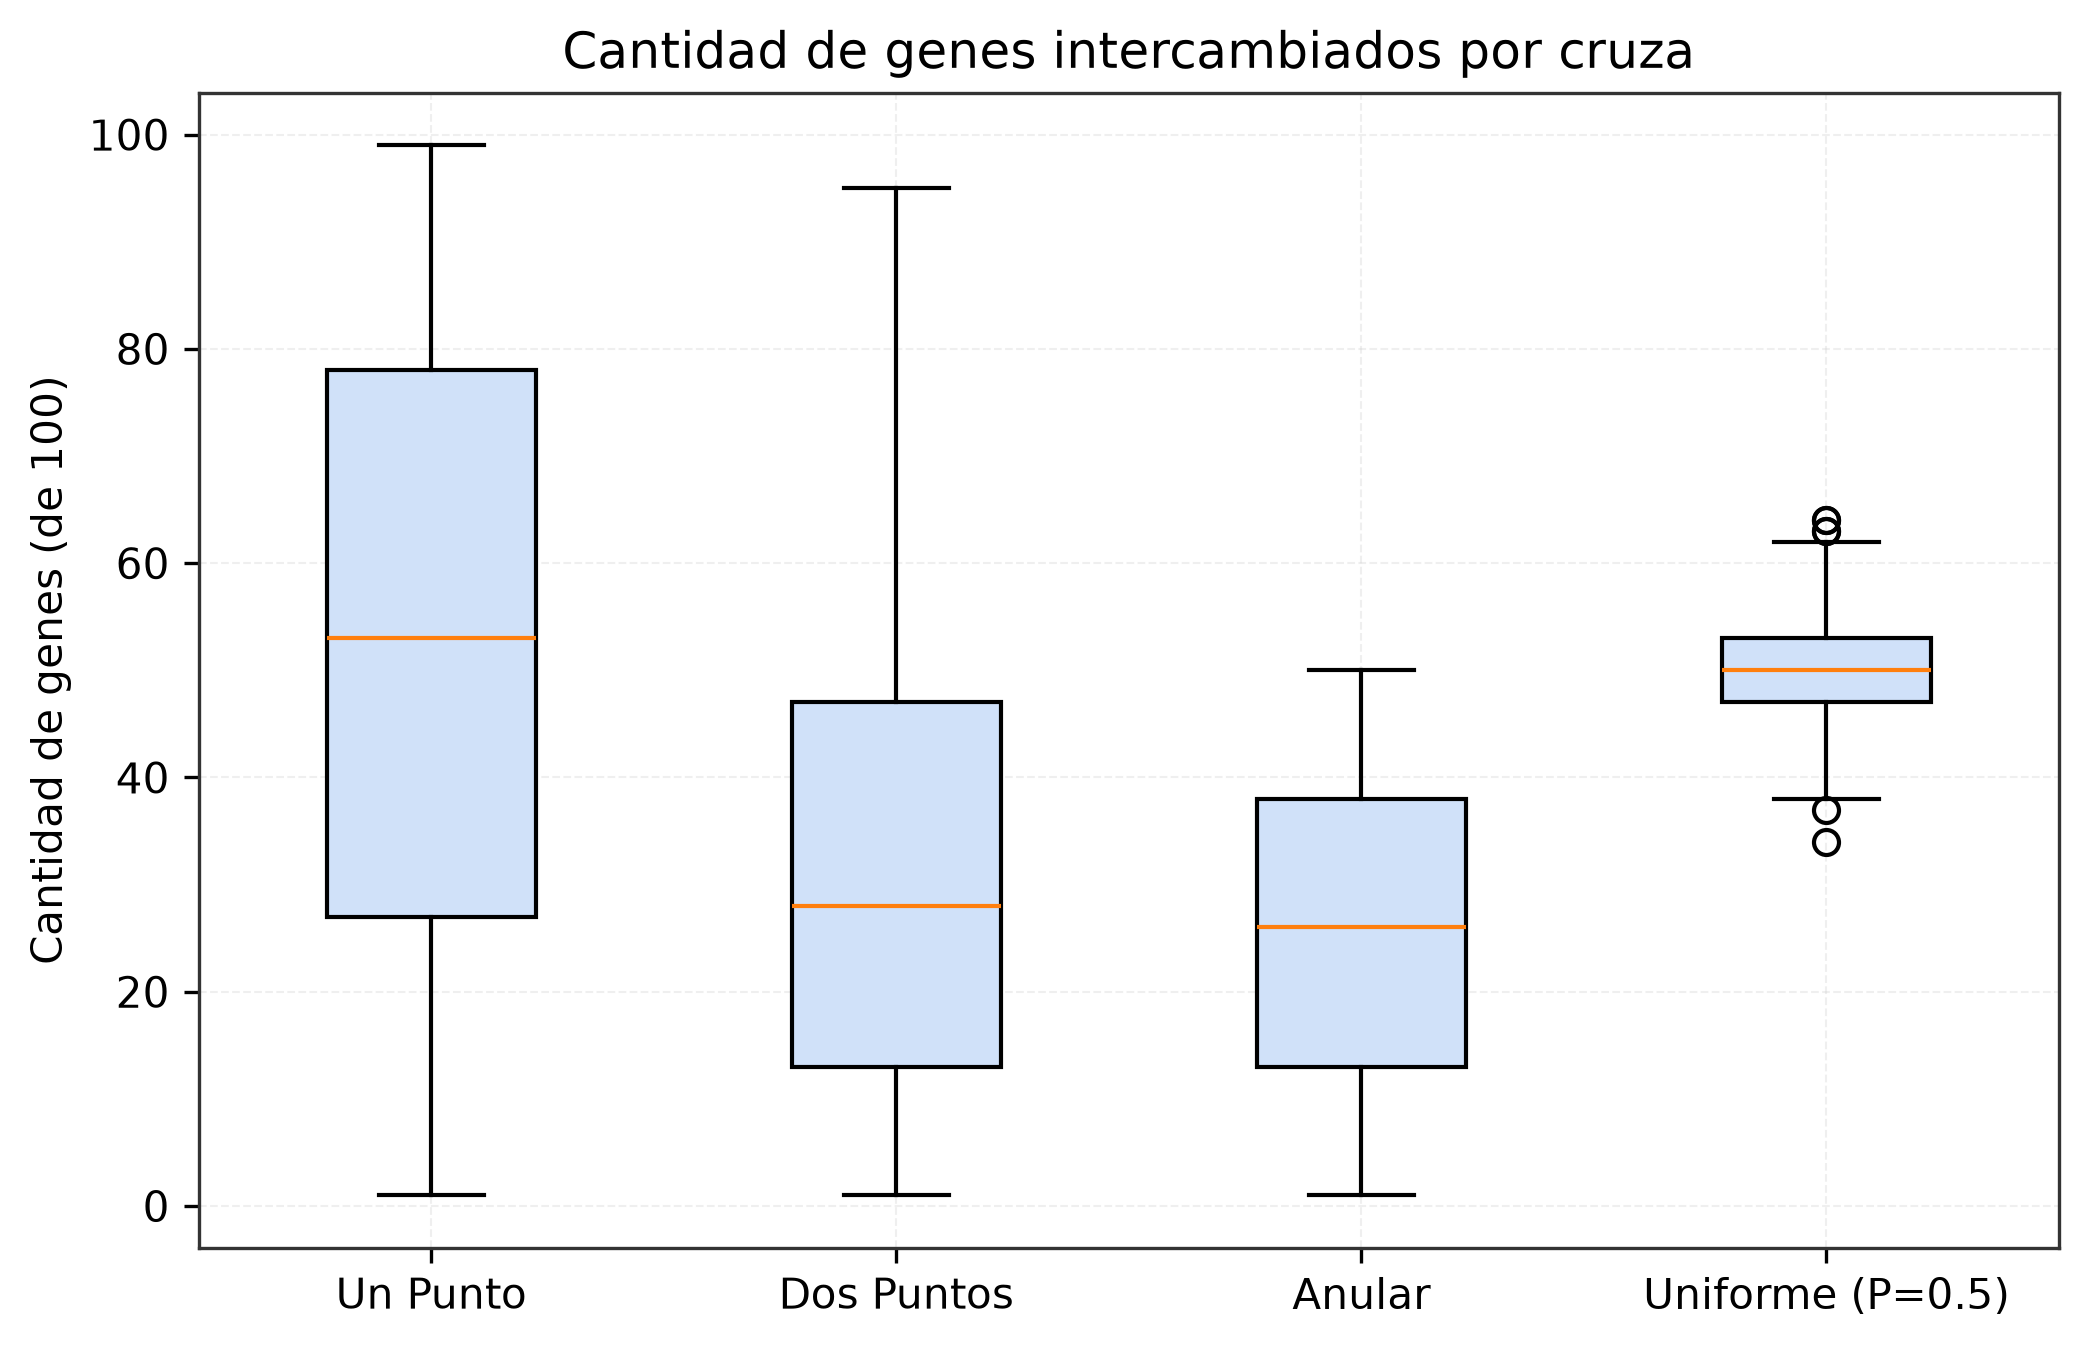 Cantidad de genes intercambiados por cruza
Cantidad de genes (de 100)
100
80
60
40
20
0
Un Punto
Dos Puntos
Anular
Uniforme (P=0.5)